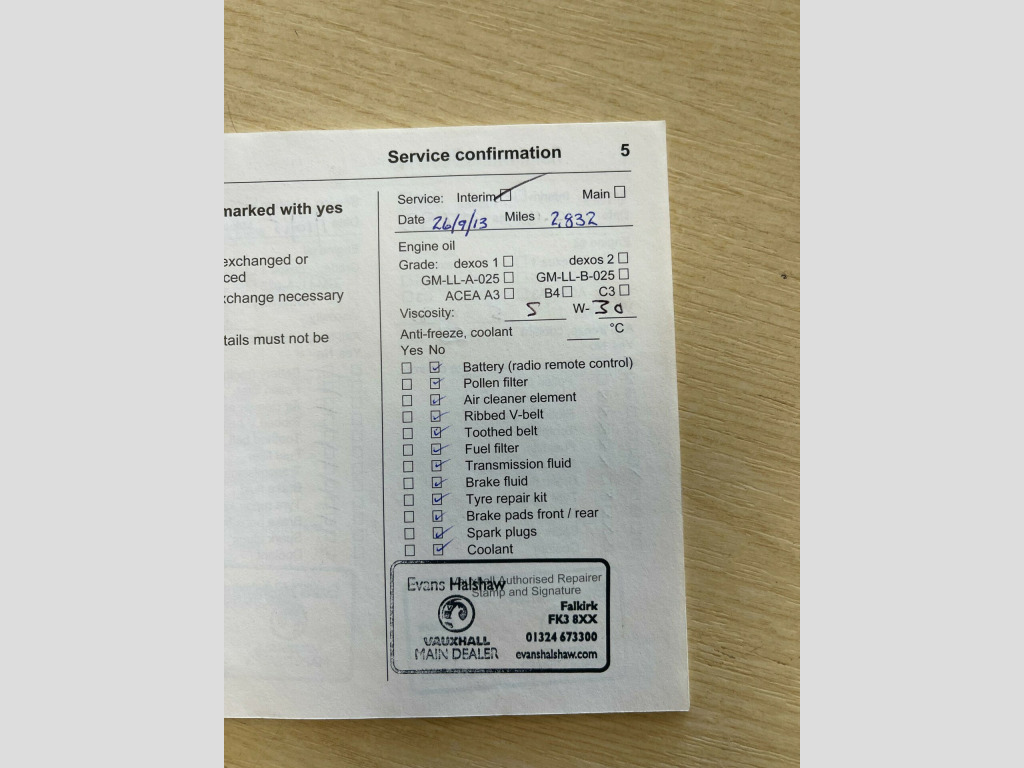 Service confirmation 5
marked with yes
exchanged or
ced
xchange necessary
tails must not be
Service: Interim Main
Date 26/9/13 Miles 2,832
Engine oil
Grade: dexos 1 dexos 2
GM-LL-A-025 GM-LL-B-025
ACEA A3 B4 C3
Viscosity: 5 W-30
Anti-freeze, coolant °C
Yes No
Battery (radio remote control)
Pollen filter
Air cleaner element
Ribbed V-belt
Toothed belt
Fuel filter
Transmission fluid
Brake fluid
Tyre repair kit
Brake pads front / rear
Spark plugs
Coolant
Vauxhall Authorised Repairer
Stamp and Signature
Evans Halshaw
VAUXHALL
MAIN DEALER
Falkirk
FK3 8XX
01324 673300
evanshalshaw.com